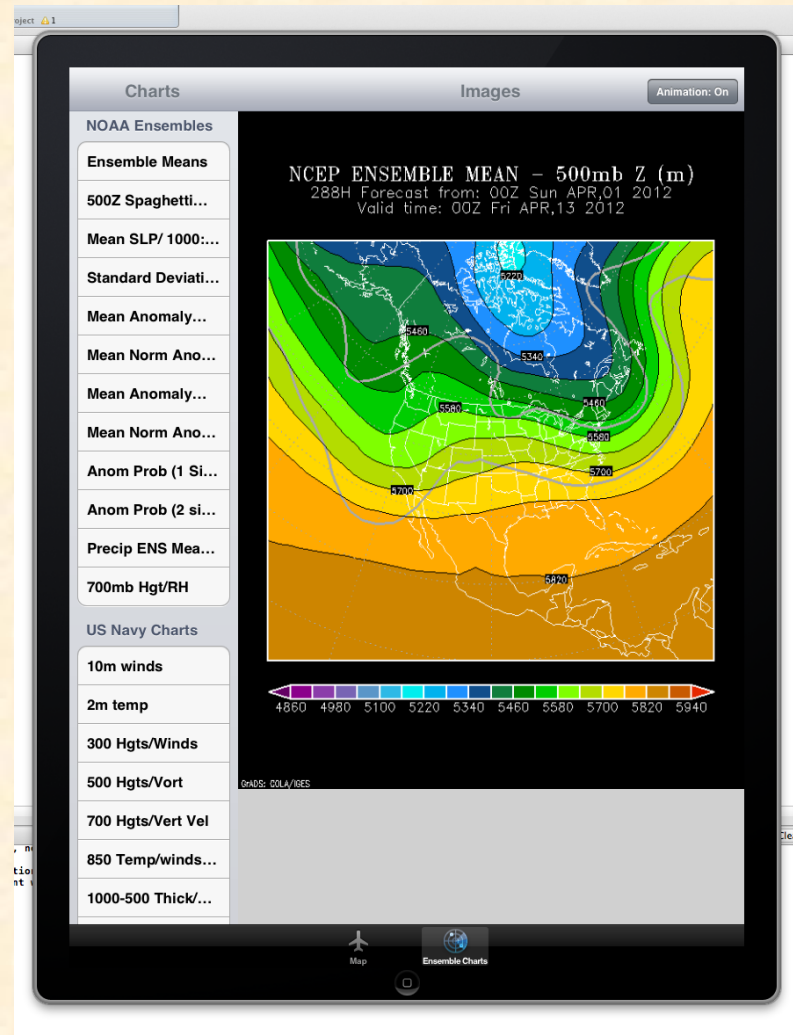 oject 1
Charts
Images
Animation: On
NOAA Ensembles
Ensemble Means
500Z Spaghetti...
Mean SLP/ 1000:...
Standard Deviati...
Mean Anomaly...
Mean Norm Ano...
Mean Anomaly...
Mean Norm Ano...
Anom Prob (1 Si...
Anom Prob (2 si...
Precip ENS Mea...
700mb Hgt/RH
US Navy Charts
10m winds
2m temp
300 Hgts/Winds
500 Hgts/Vort
700 Hgts/Vert Vel
850 Temp/winds...
1000-500 Thick/...
NCEP ENSEMBLE MEAN – 500mb Z (m)
288H Forecast from: 00Z Sun APR,01 2012
Valid time: 00Z Fri APR,13 2012
5220
5460
5340
5580
5460
5580
5700
5700
5820
4860 4980 5100 5220 5340 5460 5580 5700 5820 5940
GrADS: COLA/IGES
Map
Ensemble Charts